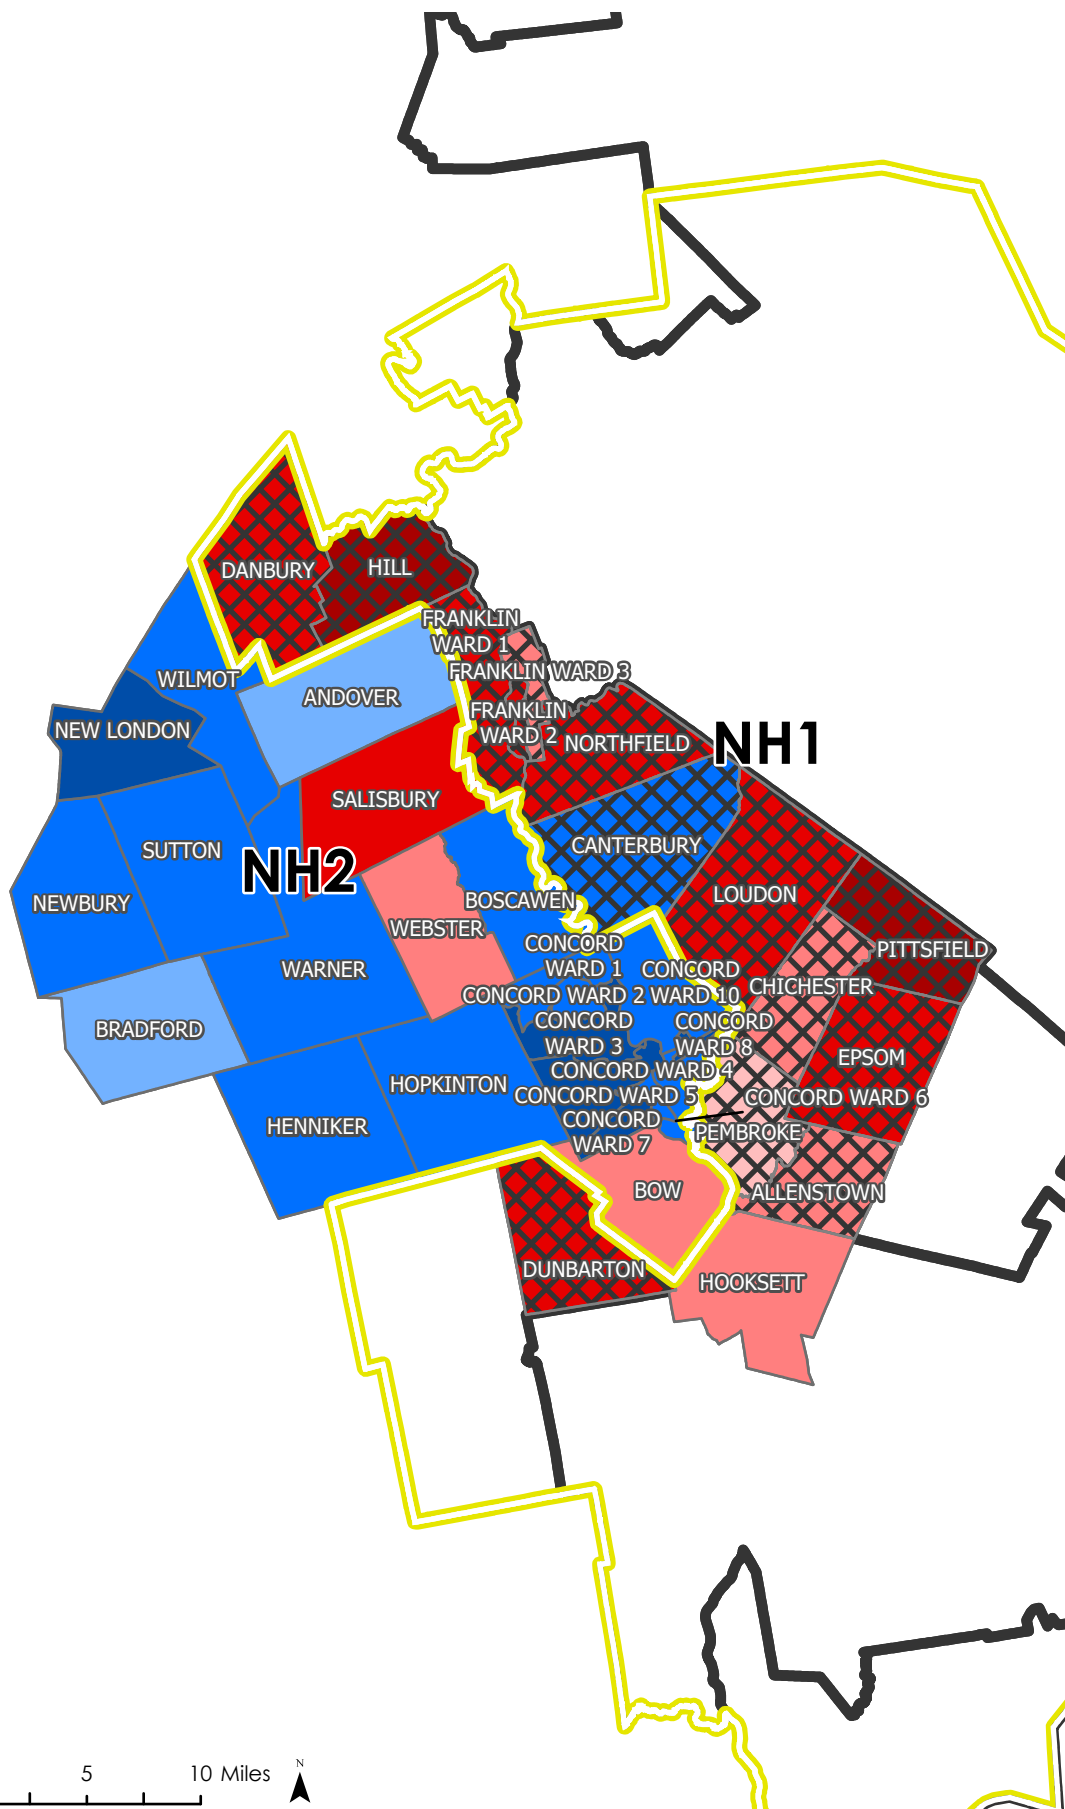 DANBURY
HILL
FRANKLIN
WARD 1
WILMOT
FRANKLIN WARD 3
ANDOVER
FRANKLIN
WARD 2
NEW LONDON
NORTHFIELD
NH1
SALISBURY
SUTTON
CANTERBURY
NH2
LOUDON
NEWBURY
BOSCAWEN
WEBSTER
CONCORD
WARD 1
PITTSFIELD
WARNER
CONCORD
WARD 10
CHICHESTER
CONCORD WARD 2
BRADFORD
CONCORD
WARD 3
CONCORD
WARD 8
EPSOM
CONCORD WARD 4
HOPKINTON
CONCORD WARD 5
CONCORD WARD 6
HENNIKER
CONCORD
WARD 7
PEMBROKE
BOW
ALLENSTOWN
DUNBARTON
HOOKSETT
5
10 Miles
N